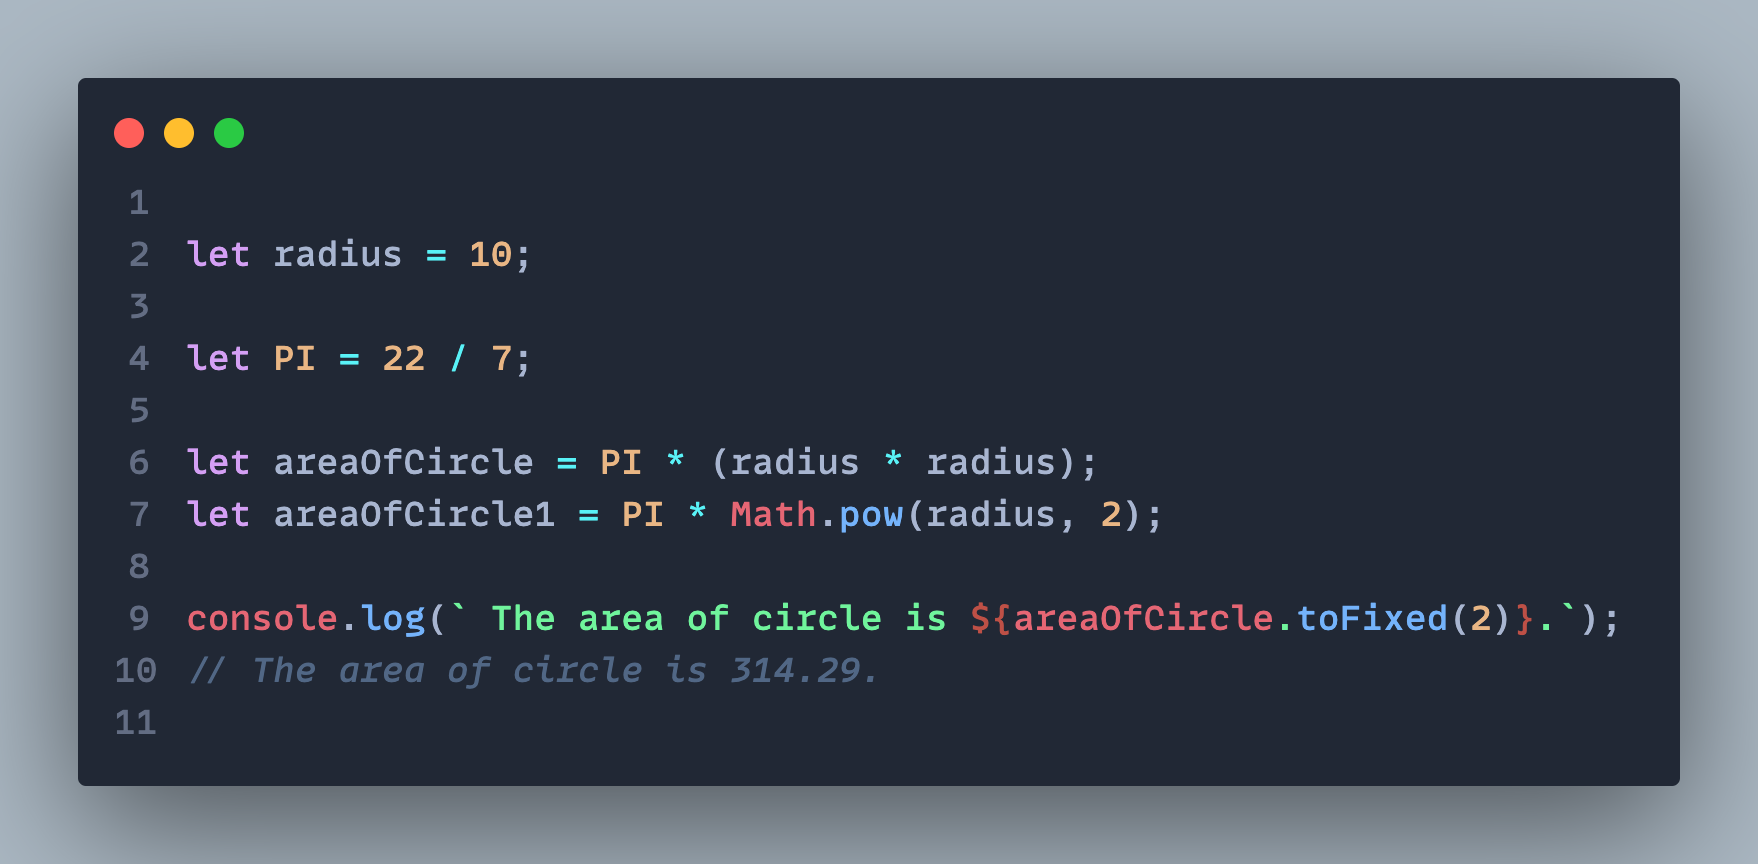 1
2 let radius = 10;
3
4 let PI = 22 / 7;
5
6 let areaOfCircle = PI * (radius * radius);
7 let areaOfCircle1 = PI * Math.pow(radius, 2);
8
9 console.log(` The area of circle is ${areaOfCircle.toFixed(2)}.`);
10 // The area of circle is 314.29.
11